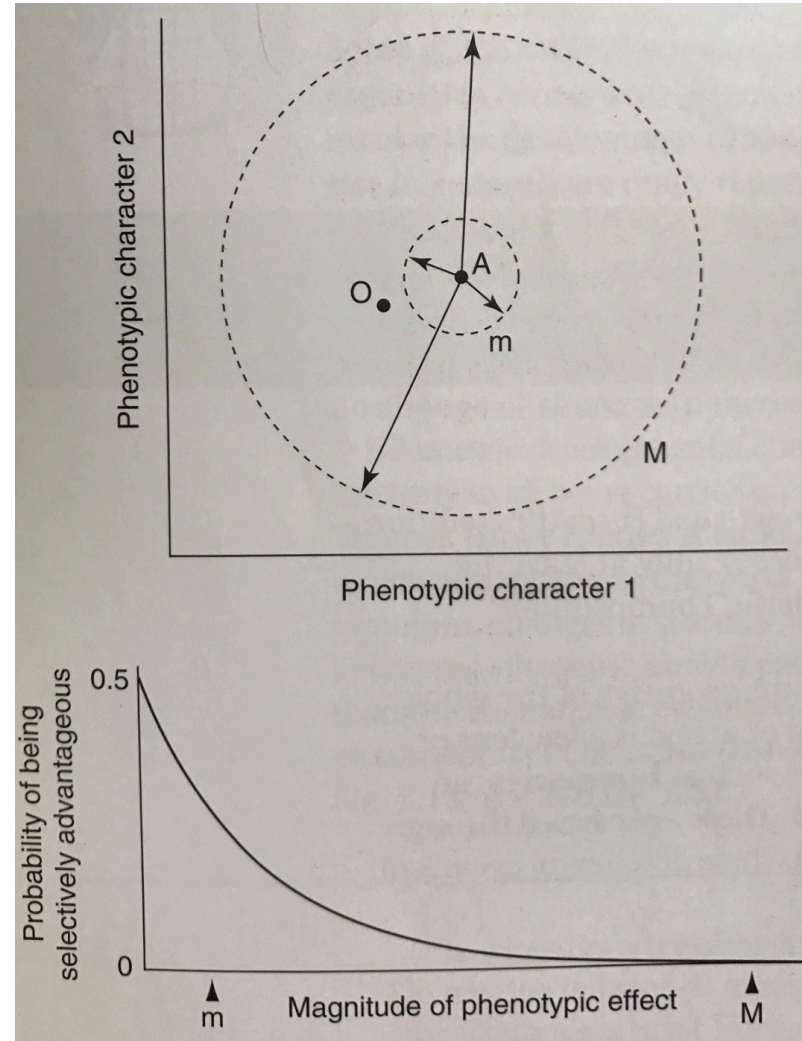 Phenotypic character 2
A
O
m
M
Phenotypic character 1
Probability of being
selectively advantageous
0.5
0
m
Magnitude of phenotypic effect
M